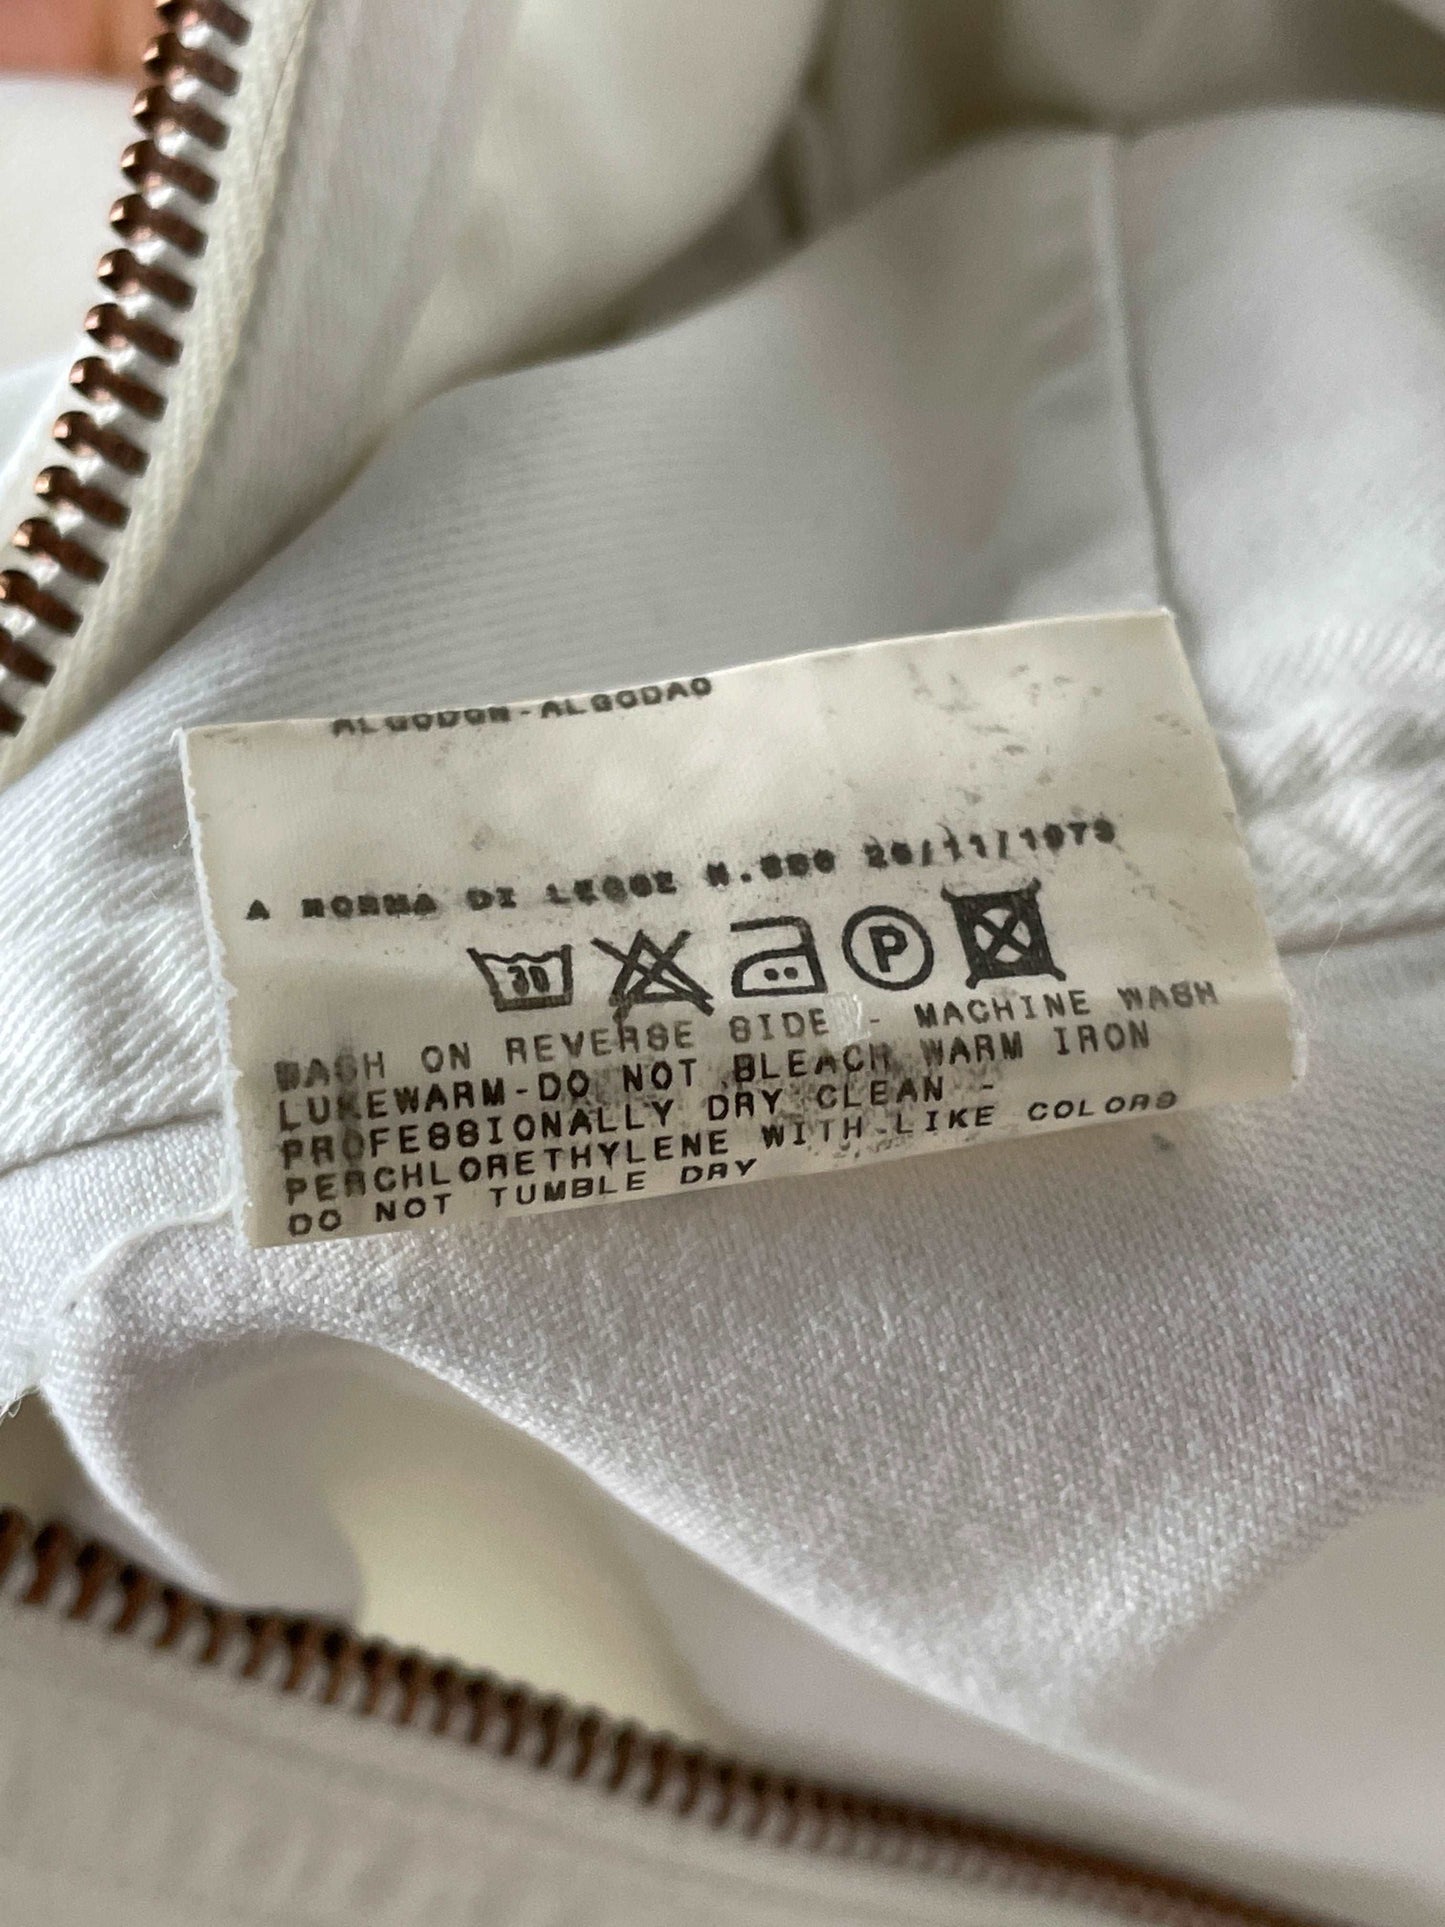 ALGODON-ALGODAO
A NORMA DI LEGGE N.883 26/11/1973
30 P
WASH ON REVERSE SIDE - MACHINE WASH
LUKEWARM-DO NOT BLEACH WARM IRON
PROFESSIONALLY DRY CLEAN -
PERCHLORETHYLENE WITH-LIKE COLORS
DO NOT TUMBLE DRY